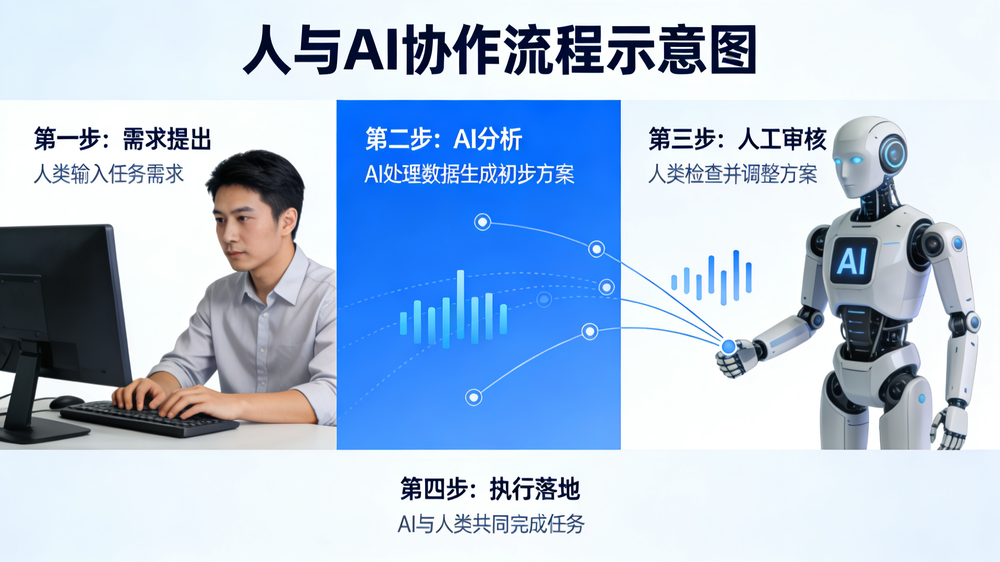 人与AI协作流程示意图
第一步：需求提出
人类输入任务需求
第二步：AI分析
AI处理数据生成初步方案
第三步：人工审核
人类检查并调整方案
AI
第四步：执行落地
AI与人类共同完成任务